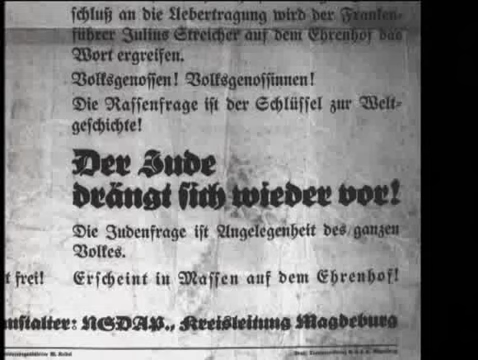 schluß an die Uebertragung wird der Franken-
führer Julius Streicher auf dem Ehrenhof das
Wort ergreifen.
Volksgenossen! Volksgenossinnen!
Die Rassenfrage ist der Schlüssel zur Welt-
geschichte!
Der Jude
drängt sich wieder vor!
Die Judenfrage ist Angelegenheit des ganzen
Volkes.
t frei! Erscheint in Massen auf dem Ehrenhof!
nstalter: NSDAP., Kreisleitung Magdeburg